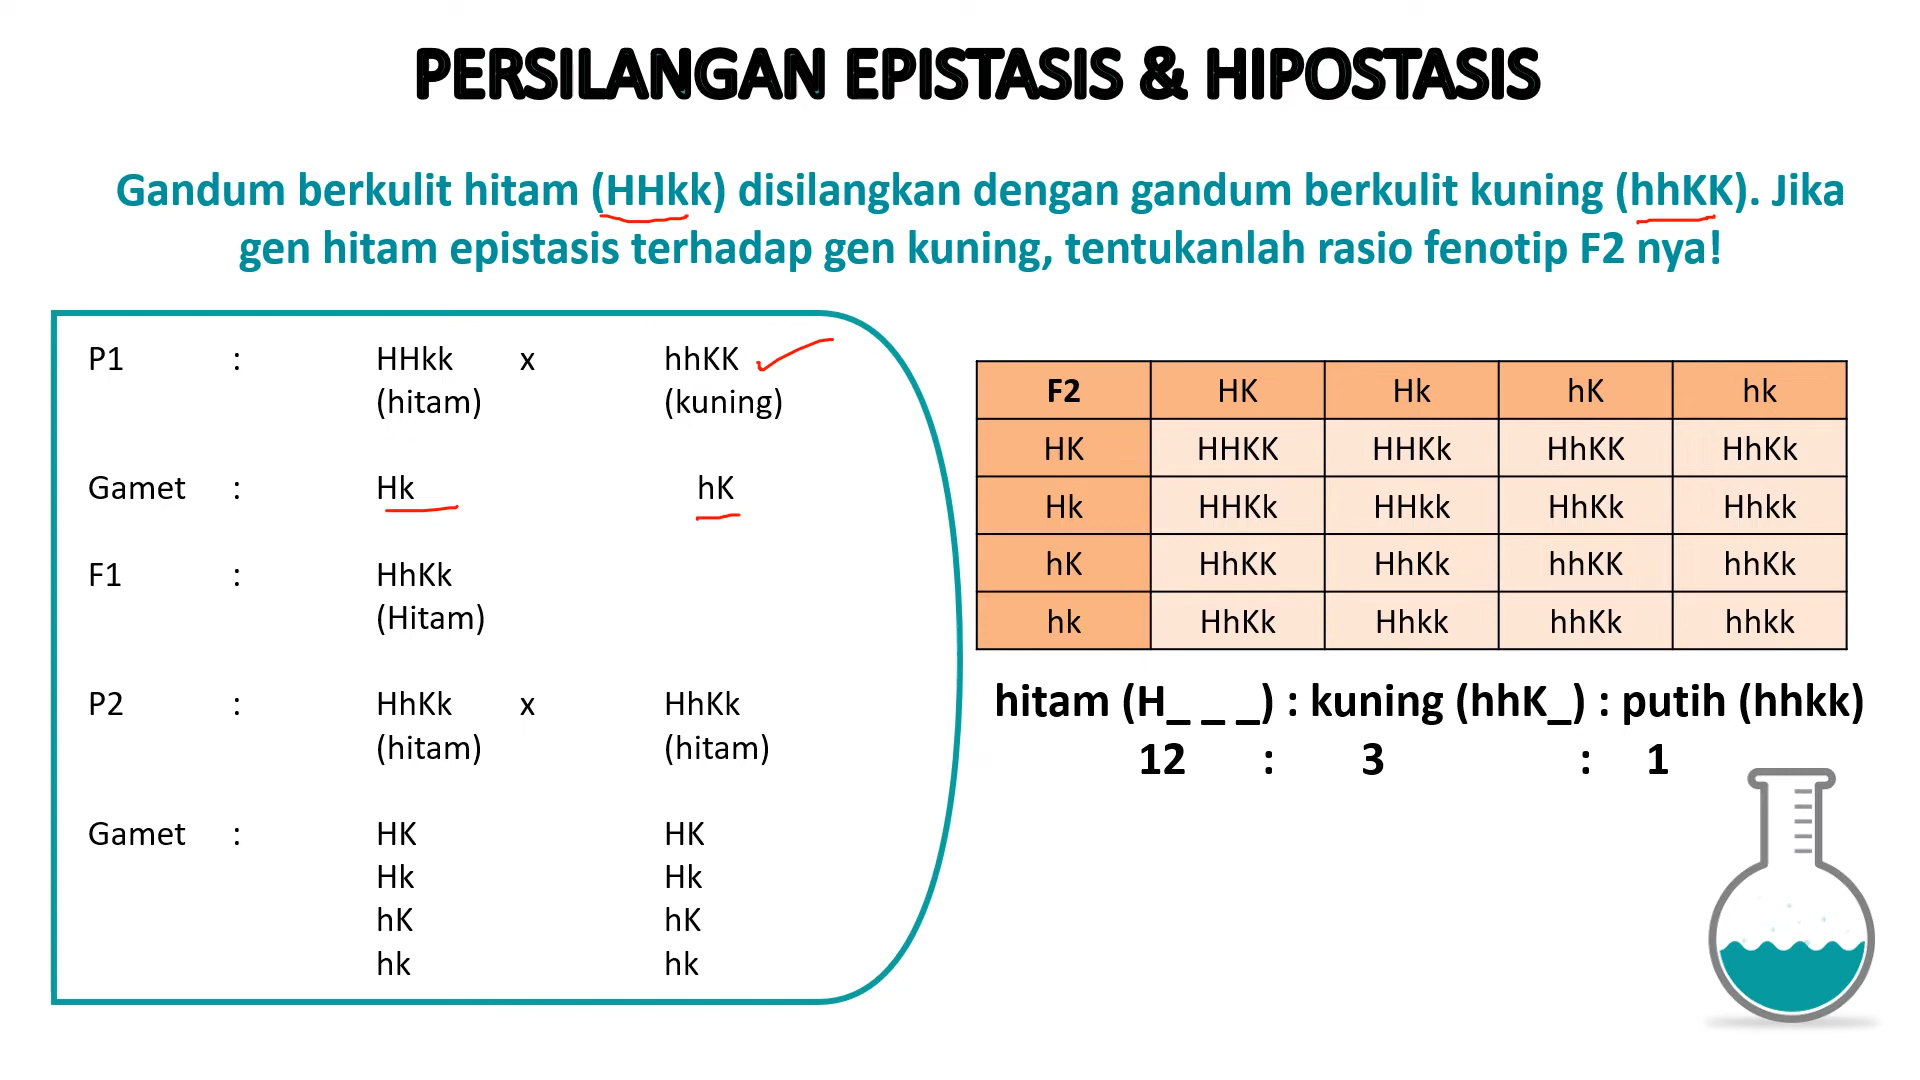 PERSILANGAN EPISTASIS & HIPOSTASIS
Gandum berkulit hitam (HHkk) disilangkan dengan gandum berkulit kuning (hhKK). Jika
gen hitam epistasis terhadap gen kuning, tentukanlah rasio fenotip F2 nya!
P1 : HHkk x hhKK
(hitam) (kuning)
Gamet : Hk hK
F1 : HhKk
(Hitam)
P2 : HhKk x HhKk
(hitam) (hitam)
Gamet : HK HK
Hk Hk
hK hK
hk hk
F2 HK Hk hK hk
HK HHKK HHKk HhKK HhKk
Hk HHKk HHkk HhKk Hhkk
hK HhKK HhKk hhKK hhKk
hk HhKk Hhkk hhKk hhkk
hitam (H_ _ _) : kuning (hhK_) : putih (hhkk)
12 : 3 : 1